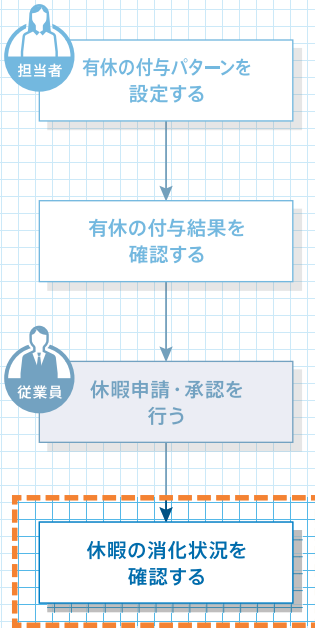 担当者
有休の付与パターンを
設定する
有休の付与結果を
確認する
従業員
休暇申請・承認を
行う
休暇の消化状況を
確認する